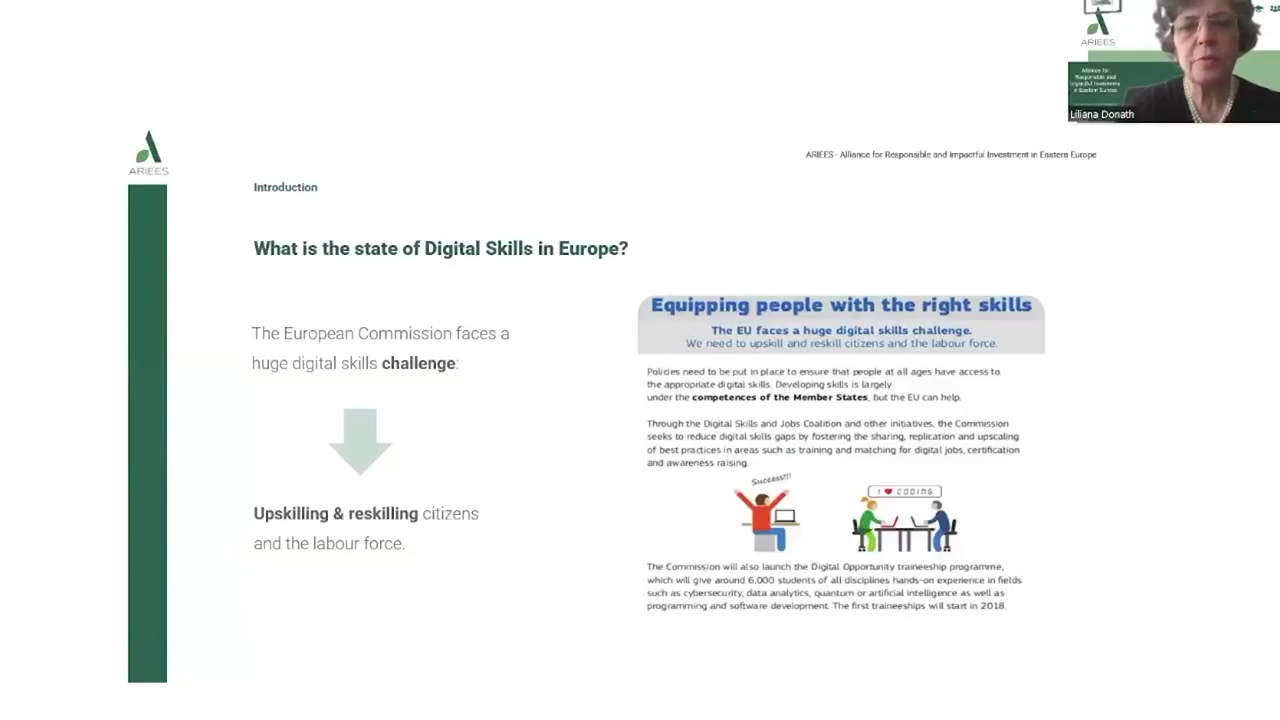 ARIEES
Alliance for
Responsible and
Impactful Investment
in Eastern Europe
Liliana Donath
ARIEES
ARIEES - Alliance for Responsible and Impactful Investment in Eastern Europe
Introduction
What is the state of Digital Skills in Europe?
The European Commission faces a
huge digital skills challenge:
Upskilling & reskilling citizens
and the labour force.
Equipping people with the right skills
The EU faces a huge digital skills challenge.
We need to upskill and reskill citizens and the labour force.
Policies need to be put in place to ensure that people at all ages have access to
the appropriate digital skills. Developing skills is largely
under the competences of the Member States, but the EU can help.
Through the Digital Skills and Jobs Coalition and other initiatives, the Commission
seeks to reduce digital skills gaps by fostering the sharing, replication and upscaling
of best practices in areas such as training and matching for digital jobs, certification
and awareness raising.
Success!!!
I ♥ CODING
The Commission will also launch the Digital Opportunity traineeship programme,
which will give around 6,000 students of all disciplines hands-on experience in fields
such as cybersecurity, data analytics, quantum or artificial intelligence as well as
programming and software development. The first traineeships will start in 2018.